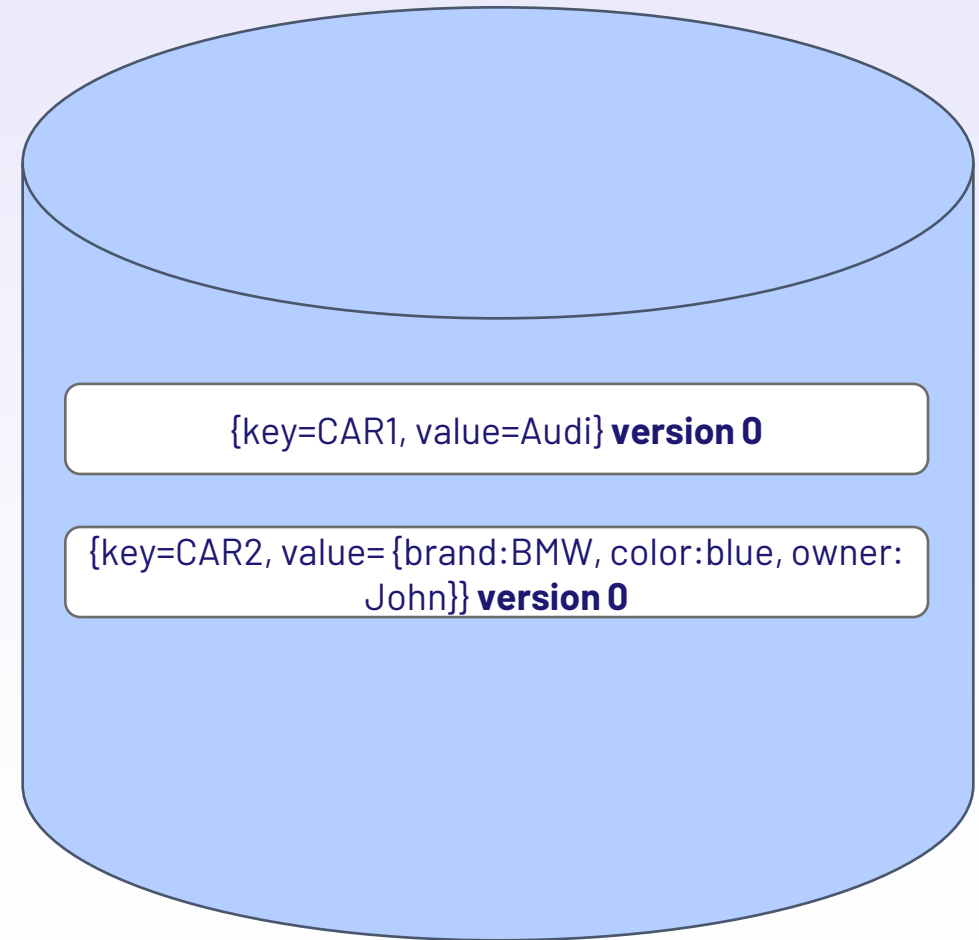 {key=CAR1, value=Audi} version 0
{key=CAR2, value= {brand:BMW, color:blue, owner:
John}} version 0